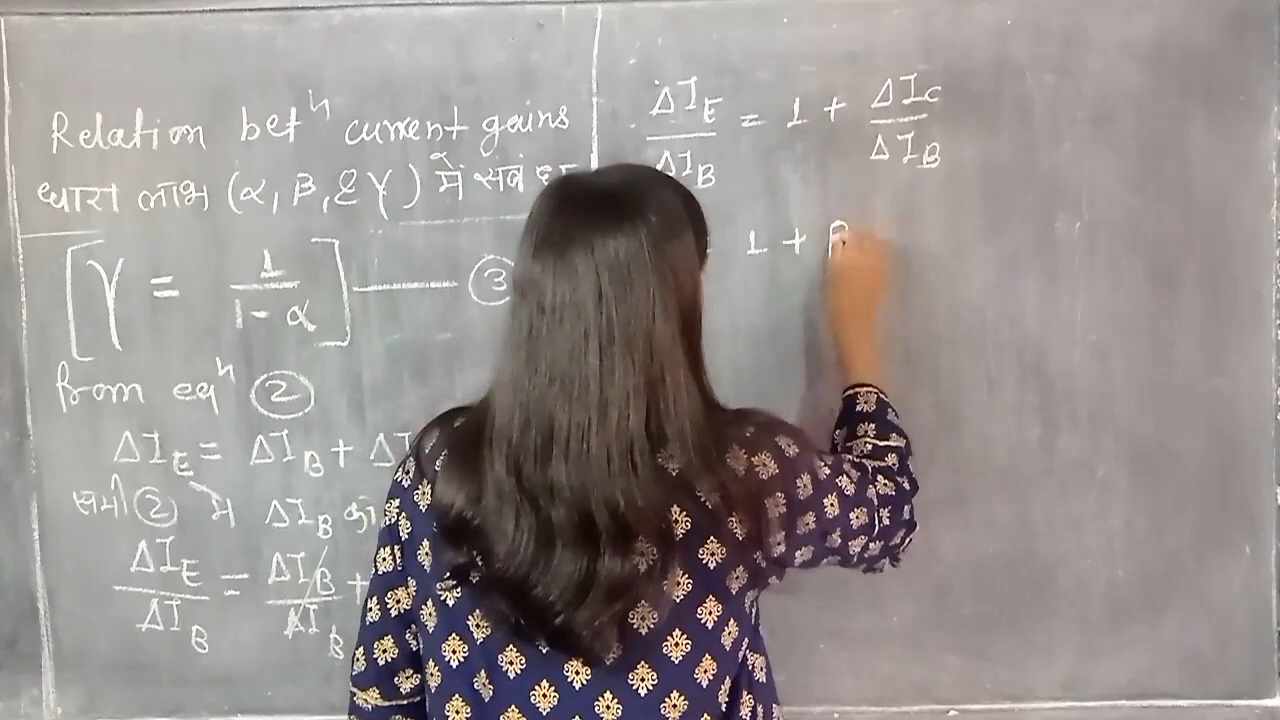 Relation betⁿ current gains
धारा लाभ (α, β, & γ) में
[γ = 1/(1-α)] —— ③
from eqⁿ ②
ΔI_E = ΔI_B + ΔI
समी ② में ΔI_B का
ΔI_E/ΔI_B = ΔI_B/ΔI_B +
ΔI_E/ΔI_B = 1 + ΔI_C/ΔI_B
1 + β